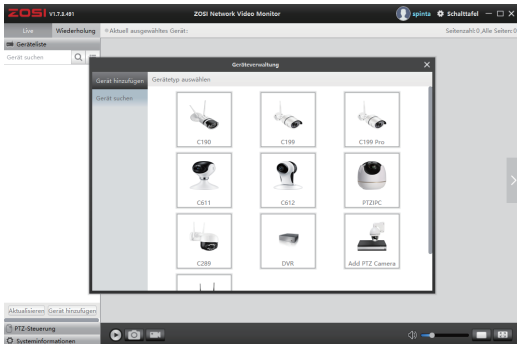 ZOSI V1.7.3.491 ZOSI Network Video Monitor spinta Schalttafel
Live Wiederholung Aktuell ausgewähltes Gerät: Seitenzahl:0 ,Alle Seiten:0
Geräteliste
Gerät suchen
Geräteverwaltung
Gerät hinzufügen Gerätetyp auswählen
Gerät suchen
C190 C199 C199 Pro
C611 C612 PTZIPC
C289 DVR Add PTZ Camera
Aktualisieren Gerät hinzufügen
PTZ-Steuerung
Systeminformationen